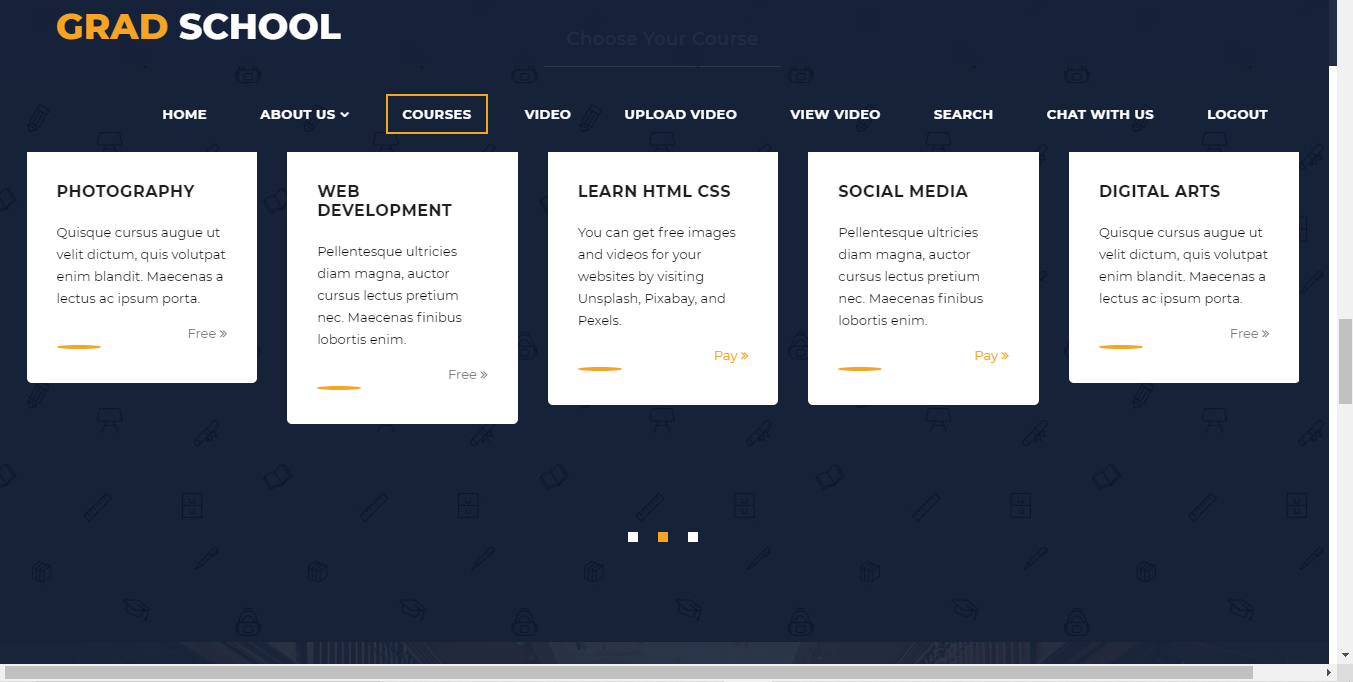 GRAD SCHOOL
Choose Your Course
HOME ABOUT US COURSES VIDEO UPLOAD VIDEO VIEW VIDEO SEARCH CHAT WITH US LOGOUT
PHOTOGRAPHY
Quisque cursus augue ut
velit dictum, quis volutpat
enim blandit. Maecenas a
lectus ac ipsum porta.
Free »
WEB
DEVELOPMENT
Pellentesque ultricies
diam magna, auctor
cursus lectus pretium
nec. Maecenas finibus
lobortis enim.
Free »
LEARN HTML CSS
You can get free images
and videos for your
websites by visiting
Unsplash, Pixabay, and
Pexels.
Pay »
SOCIAL MEDIA
Pellentesque ultricies
diam magna, auctor
cursus lectus pretium
nec. Maecenas finibus
lobortis enim.
Pay »
DIGITAL ARTS
Quisque cursus augue ut
velit dictum, quis volutpat
enim blandit. Maecenas a
lectus ac ipsum porta.
Free »